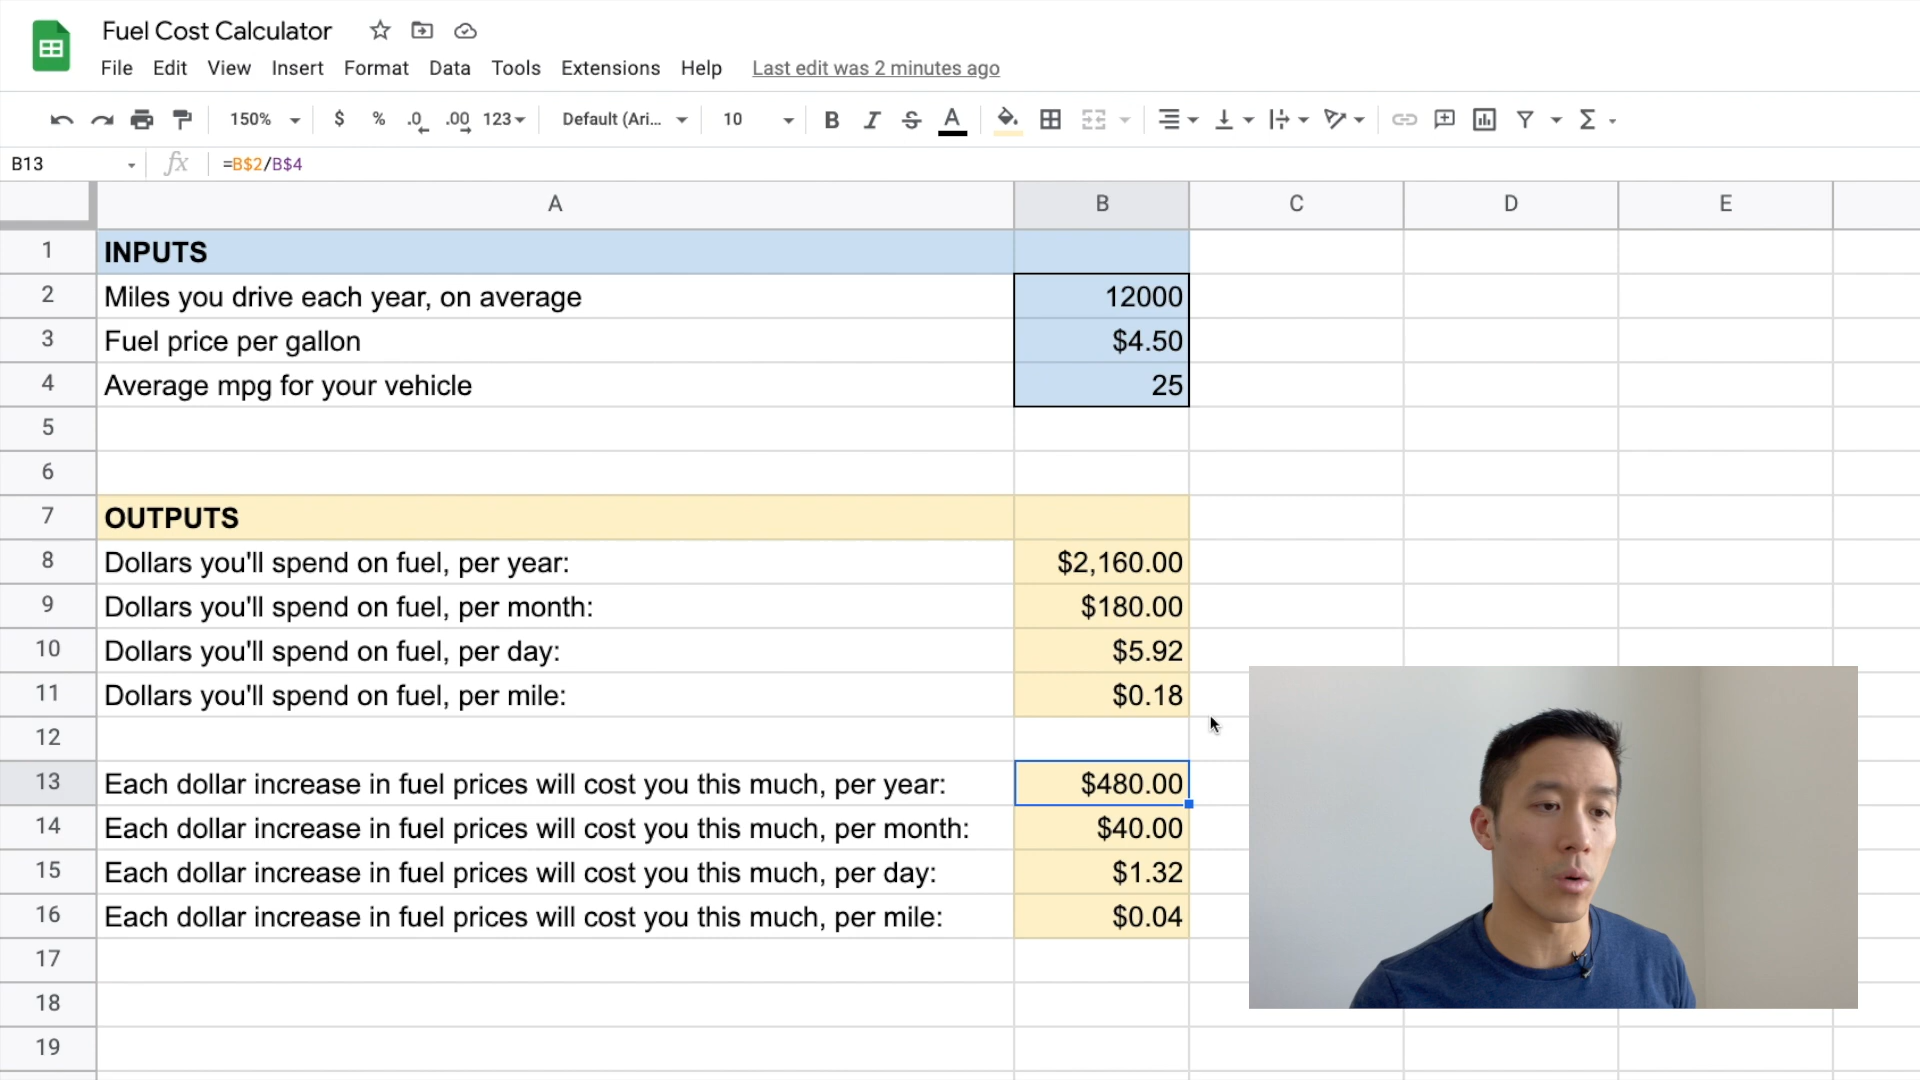 Fuel Cost Calculator
File Edit View Insert Format Data Tools Extensions Help Last edit was 2 minutes ago
150% $ % .0 .00 123 Default (Ari... 10 B I S A Σ
B13 fx =B$2/B$4
A B C D E
1 INPUTS
2 Miles you drive each year, on average 12000
3 Fuel price per gallon $4.50
4 Average mpg for your vehicle 25
5
6
7 OUTPUTS
8 Dollars you'll spend on fuel, per year: $2,160.00
9 Dollars you'll spend on fuel, per month: $180.00
10 Dollars you'll spend on fuel, per day: $5.92
11 Dollars you'll spend on fuel, per mile: $0.18
12
13 Each dollar increase in fuel prices will cost you this much, per year: $480.00
14 Each dollar increase in fuel prices will cost you this much, per month: $40.00
15 Each dollar increase in fuel prices will cost you this much, per day: $1.32
16 Each dollar increase in fuel prices will cost you this much, per mile: $0.04
17
18
19